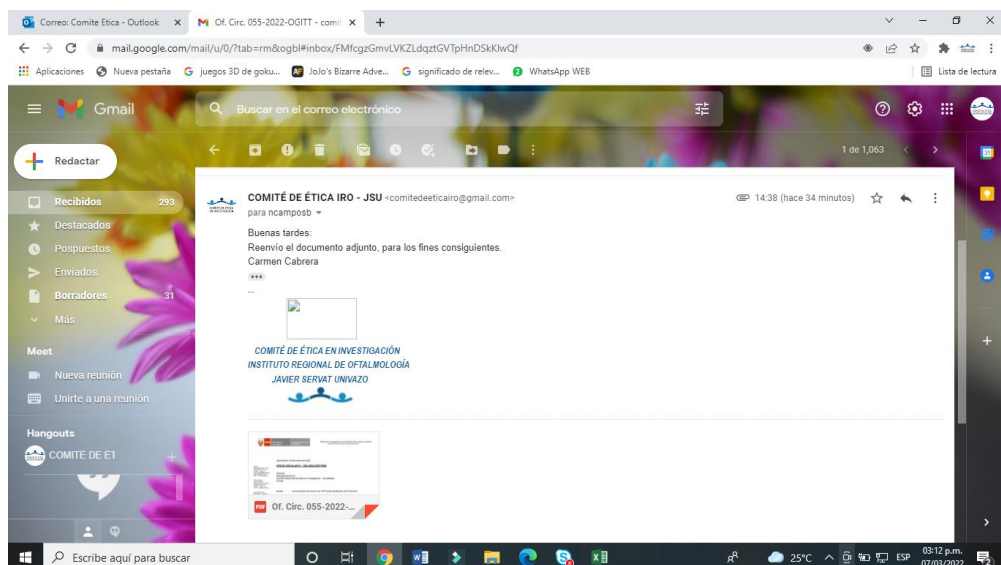 Correo: Comite Etica - Outlook
Of. Circ. 055-2022-OGITT - comit
mail.google.com/mail/u/0/?tab=rm&ogbl#inbox/FMfcgzGmvLVKZLdqztGVTpHnDSkKlwQf
Aplicaciones Nueva pestaña juegos 3D de goku... JoJo's Bizarre Adve... significado de relev... WhatsApp WEB Lista de lectura
Gmail
Buscar en el correo electrónico
Redactar
1 de 1,063
Recibidos 293
Destacados
Pospuestos
Enviados
Borradores 31
Más
Meet
Nueva reunión
Unirte a una reunión
Hangouts
COMITÉ DE ÉT
COMITÉ DE ÉTICA IRO - JSU <comitedeeticairo@gmail.com>
14:38 (hace 34 minutos)
para ncamposb
Buenas tardes:
Reenvío el documento adjunto, para los fines consiguientes.
Carmen Cabrera
...
--
COMITÉ DE ÉTICA EN INVESTIGACIÓN
INSTITUTO REGIONAL DE OFTALMOLOGÍA
JAVIER SERVAT UNIVAZO
PDF Of. Circ. 055-2022-...
Escribe aquí para buscar
25°C ESP
03:12 p.m.
07/03/2022